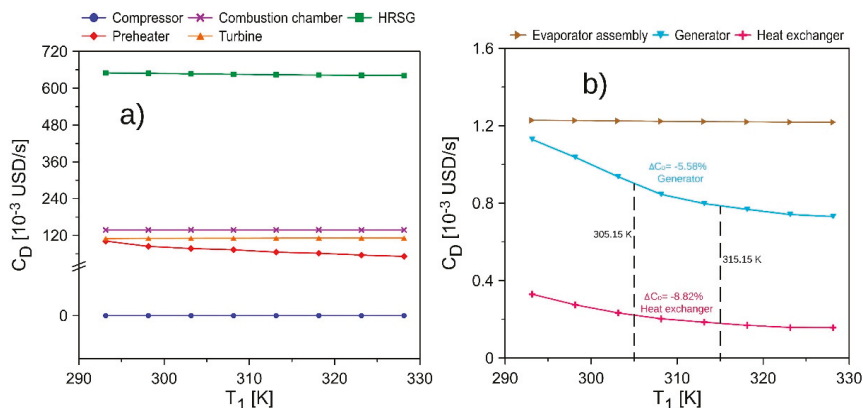 Compressor Combustion chamber HRSG
Preheater Turbine
720
600
480
360
240
120
0
C_D [10⁻³ USD/s]
a)
290 300 310 320 330
T₁ [K]
Evaporator assembly Generator Heat exchanger
1.6
1.2
0.8
0.4
0
C_D [10⁻³ USD/s]
b)
ΔC_D= -5.58%
Generator
305.15 K
315.15 K
ΔC_D= -8.82%
Heat exchanger
290 300 310 320 330
T₁ [K]